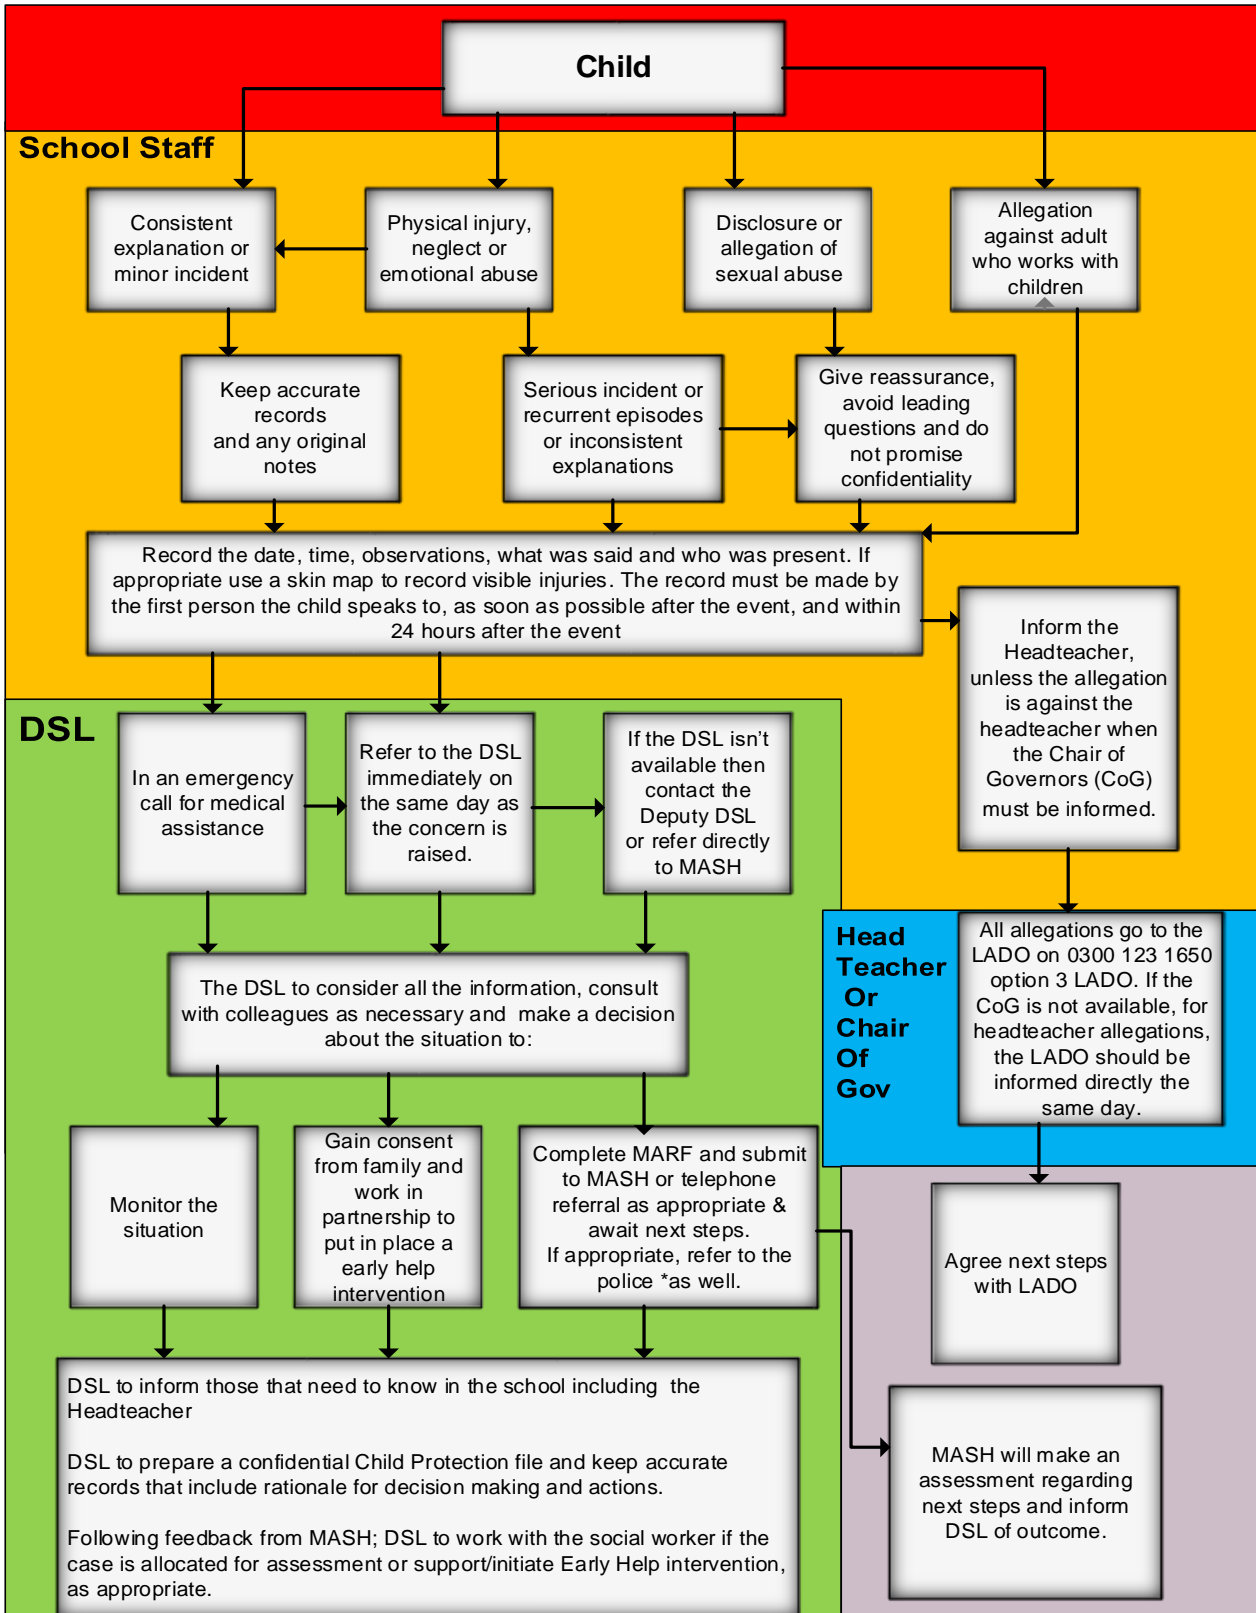 Child
School Staff
Consistent
explanation or
minor incident
Physical injury,
neglect or
emotional abuse
Disclosure or
allegation of
sexual abuse
Allegation
against adult
who works with
children
Keep accurate
records
and any original
notes
Serious incident or
recurrent episodes
or inconsistent
explanations
Give reassurance,
avoid leading
questions and do
not promise
confidentiality
Record the date, time, observations, what was said and who was present. If
appropriate use a skin map to record visible injuries. The record must be made by
the first person the child speaks to, as soon as possible after the event, and within
24 hours after the event
Inform the
Headteacher,
unless the allegation
is against the
headteacher when
the Chair of
Governors (CoG)
must be informed.
DSL
In an emergency
call for medical
assistance
Refer to the DSL
immediately on
the same day as
the concern is
raised.
If the DSL isn't
available then
contact the
Deputy DSL
or refer directly
to MASH
Head
Teacher
Or
Chair
Of
Gov
All allegations go to the
LADO on 0300 123 1650
option 3 LADO. If the
CoG is not available, for
headteacher allegations,
the LADO should be
informed directly the
same day.
The DSL to consider all the information, consult
with colleagues as necessary and make a decision
about the situation to:
Monitor the
situation
Gain consent
from family and
work in
partnership to
put in place a
early help
intervention
Complete MARF and submit
to MASH or telephone
referral as appropriate &
await next steps.
If appropriate, refer to the
police *as well.
Agree next steps
with LADO
DSL to inform those that need to know in the school including the
Headteacher
DSL to prepare a confidential Child Protection file and keep accurate
records that include rationale for decision making and actions.
Following feedback from MASH; DSL to work with the social worker if the
case is allocated for assessment or support/initiate Early Help intervention,
as appropriate.
MASH will make an
assessment regarding
next steps and inform
DSL of outcome.